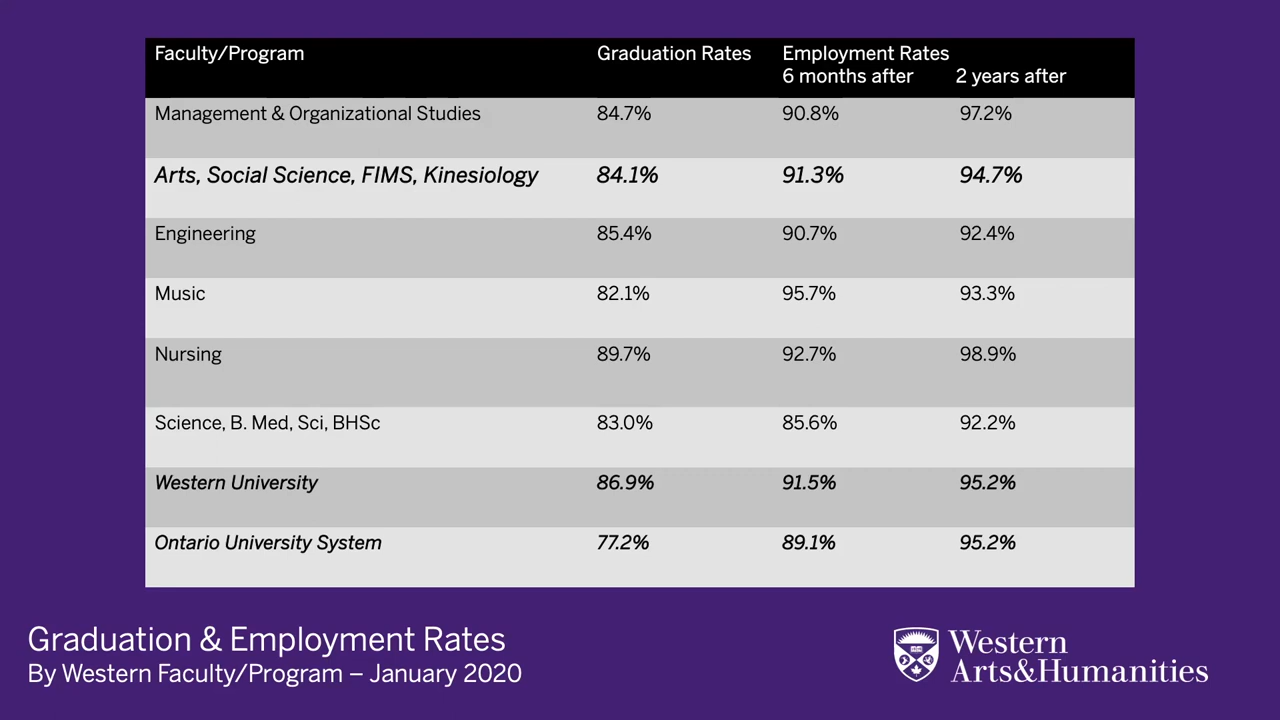 Faculty/Program Graduation Rates Employment Rates
6 months after 2 years after
Management & Organizational Studies 84.7% 90.8% 97.2%
Arts, Social Science, FIMS, Kinesiology 84.1% 91.3% 94.7%
Engineering 85.4% 90.7% 92.4%
Music 82.1% 95.7% 93.3%
Nursing 89.7% 92.7% 98.9%
Science, B. Med, Sci, BHSc 83.0% 85.6% 92.2%
Western University 86.9% 91.5% 95.2%
Ontario University System 77.2% 89.1% 95.2%
Graduation & Employment Rates
By Western Faculty/Program – January 2020
Western
Arts&Humanities